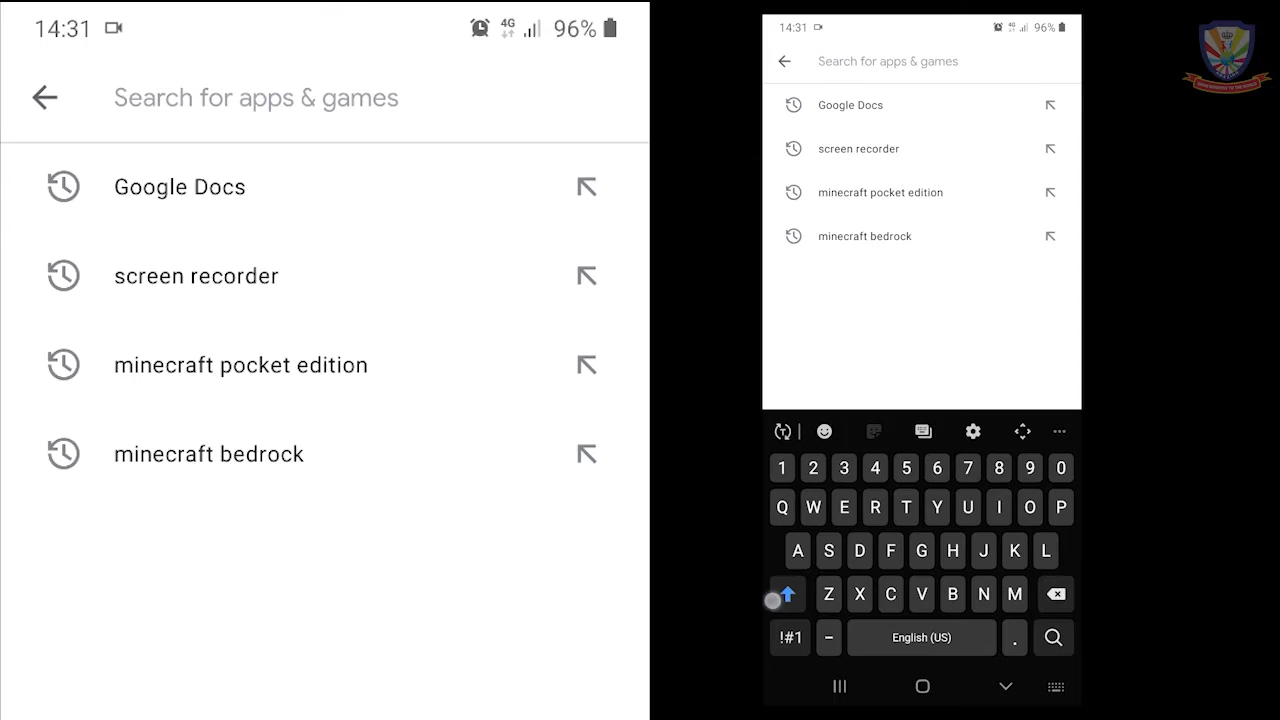 14:31 4G 96%
Search for apps & games
Google Docs
screen recorder
minecraft pocket edition
minecraft bedrock
14:31 4G 96%
Search for apps & games
Google Docs
screen recorder
minecraft pocket edition
minecraft bedrock
1 2 3 4 5 6 7 8 9 0
Q W E R T Y U I O P
A S D F G H J K L
Z X C V B N M
!#1 - English (US) .